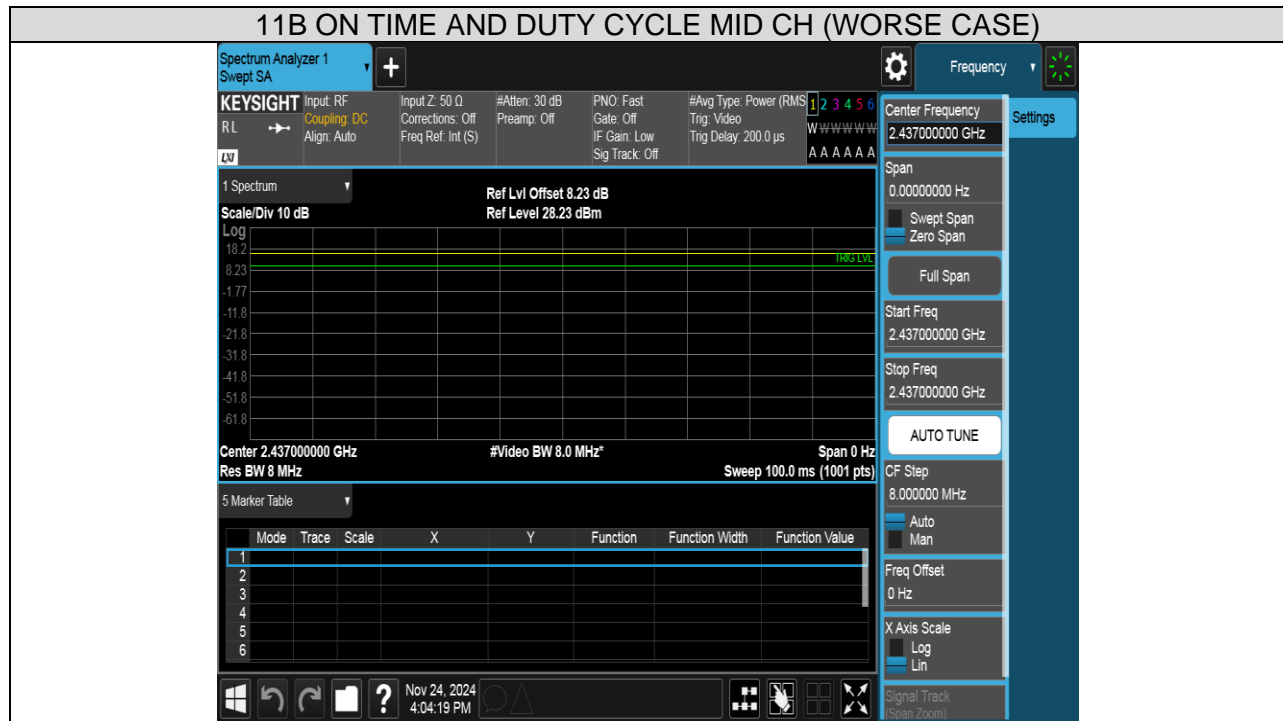 11B ON TIME AND DUTY CYCLE MID CH (WORSE CASE)
Spectrum Analyzer 1
Swept SA
+
Frequency
KEYSIGHT
RL
LXI
Input: RF
Coupling: DC
Align: Auto
Input Z: 50 Ω
Corrections: Off
Freq Ref: Int (S)
#Atten: 30 dB
Preamp: Off
PNO: Fast
Gate: Off
IF Gain: Low
Sig Track: Off
#Avg Type: Power (RMS
Trig: Video
Trig Delay: 200.0 µs
1 2 3 4 5 6
W W W W W W
A A A A A A
Center Frequency
2.437000000 GHz
Settings
Span
0.00000000 Hz
Swept Span
Zero Span
Full Span
Start Freq
2.437000000 GHz
Stop Freq
2.437000000 GHz
AUTO TUNE
CF Step
8.000000 MHz
Auto
Man
Freq Offset
0 Hz
X Axis Scale
Log
Lin
Signal Track
(Span Zoom)
1 Spectrum
Scale/Div 10 dB
Ref Lvl Offset 8.23 dB
Ref Level 28.23 dBm
Log
18.2
8.23
-1.77
-11.8
-21.8
-31.8
-41.8
-51.8
-61.8
TRIG LVL
Center 2.437000000 GHz
#Video BW 8.0 MHz*
Span 0 Hz
Res BW 8 MHz
Sweep 100.0 ms (1001 pts)
5 Marker Table
Mode Trace Scale X Y Function Function Width Function Value
1
2
3
4
5
6
?
Nov 24, 2024
4:04:19 PM